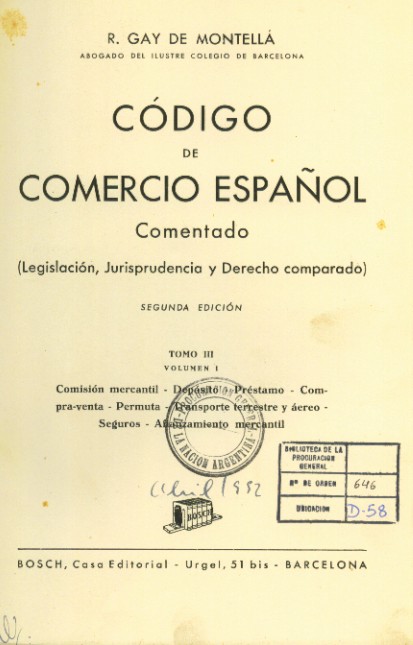 R. GAY DE MONTELLÁ
ABOGADO DEL ILUSTRE COLEGIO DE BARCELONA
CÓDIGO
DE
COMERCIO ESPAÑOL
Comentado
(Legislación, Jurisprudencia y Derecho comparado)
SEGUNDA EDICIÓN
TOMO III
VOLUMEN I
Comisión mercantil - Depósito - Préstamo - Com-
pra-venta - Permuta - Transporte terrestre y áereo -
Seguros - Afianzamiento mercantil
LA NACION ARGENTINA
BIBLIOTECA DE LA
PROCURACION
GENERAL
Nº DE ORDEN 646
UBICACION D-58
BOSCH
BOSCH, Casa Editorial - Urgel, 51 bis - BARCELONA